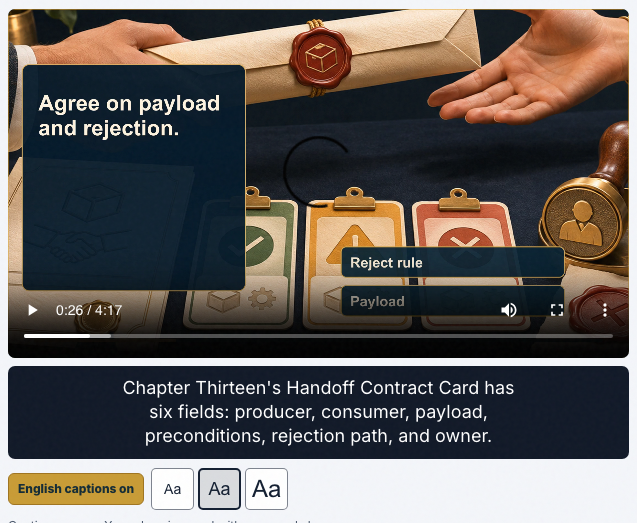 Agree on payload
and rejection.
Reject rule
Payload
0:26 / 4:17
Chapter Thirteen's Handoff Contract Card has
six fields: producer, consumer, payload,
preconditions, rejection path, and owner.
English captions on
Aa
Aa
Aa